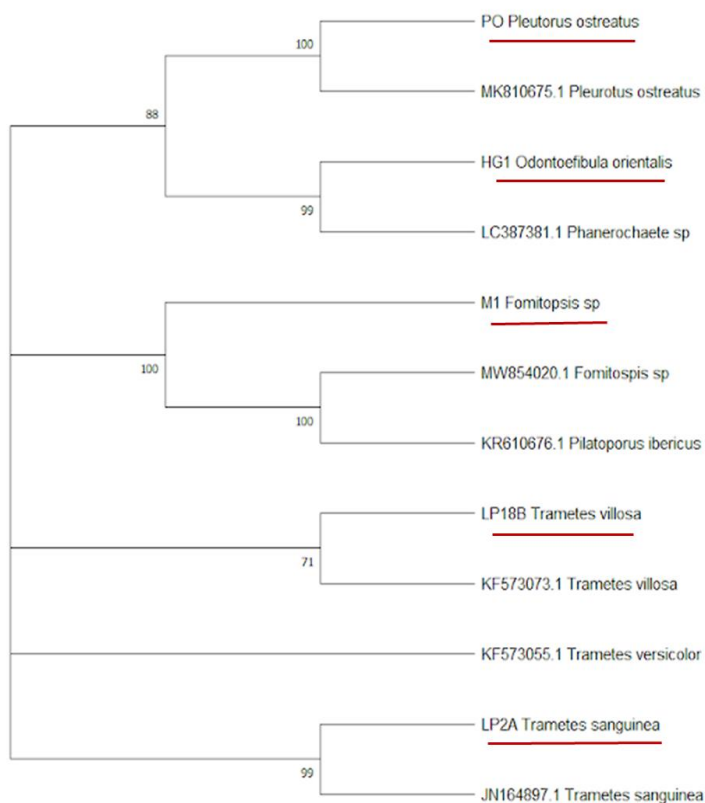 PO Pleutorus ostreatus
100
MK810675.1 Pleurotus ostreatus
88
HG1 Odontoefibula orientalis
99
LC387381.1 Phanerochaete sp
M1 Fomitopsis sp
100
MW854020.1 Fomitospis sp
100
KR610676.1 Pilatoporus ibericus
LP18B Trametes villosa
71
KF573073.1 Trametes villosa
KF573055.1 Trametes versicolor
LP2A Trametes sanguinea
99
JN164897.1 Trametes sanguinea